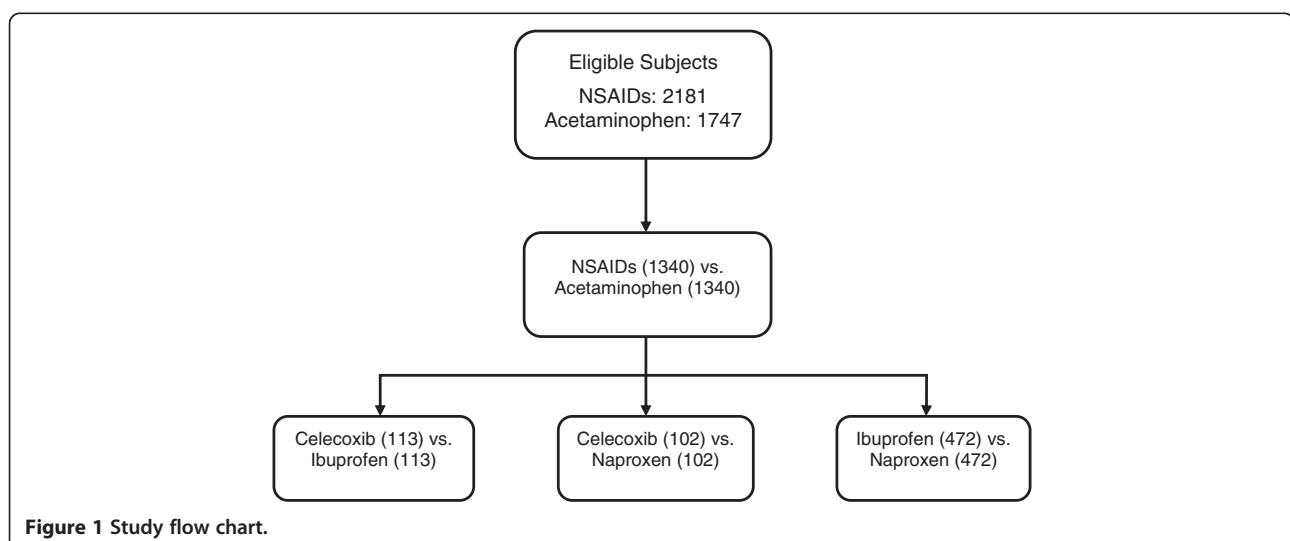 Eligible Subjects
NSAIDs: 2181
Acetaminophen: 1747
NSAIDs (1340) vs.
Acetaminophen (1340)
Celecoxib (113) vs.
Ibuprofen (113)
Celecoxib (102) vs.
Naproxen (102)
Ibuprofen (472) vs.
Naproxen (472)
Figure 1 Study flow chart.